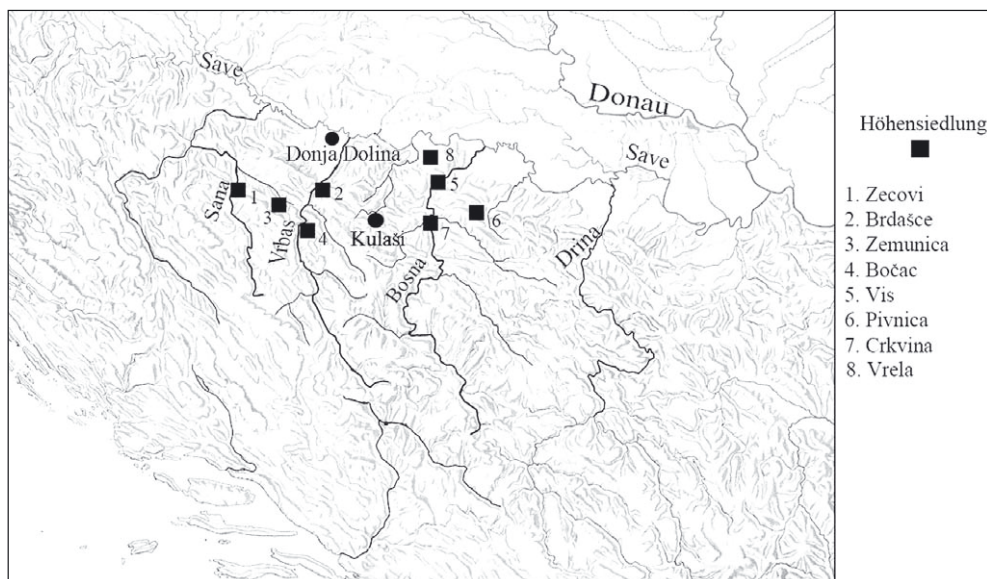 Save
Donau
Save
Donja Dolina
8
5
Sana
1
2
3
Vrbas
4
Kulaši
6
7
Bosna
Drina
Höhensiedlung
1. Zecovi
2. Brdašce
3. Zemunica
4. Bočac
5. Vis
6. Pivnica
7. Crkvina
8. Vrela